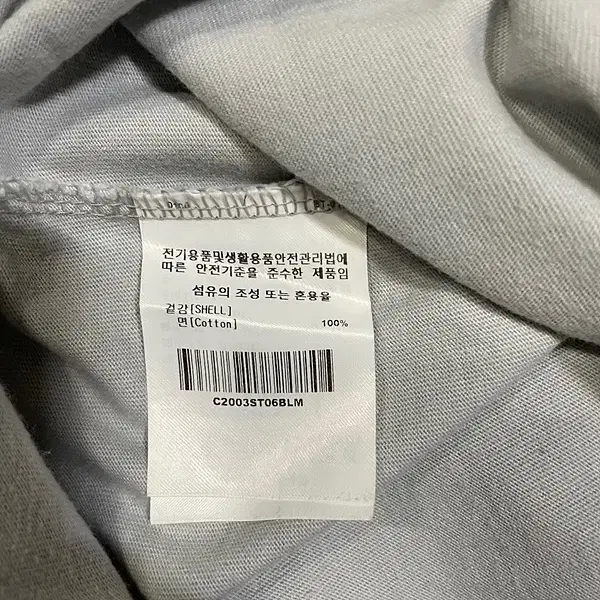 전기용품및생활용품안전관리법에
따른 안전기준을 준수한 제품임
섬유의 조성 또는 혼용율
겉감[SHELL]
면[Cotton] 100%
C2003ST06BLM